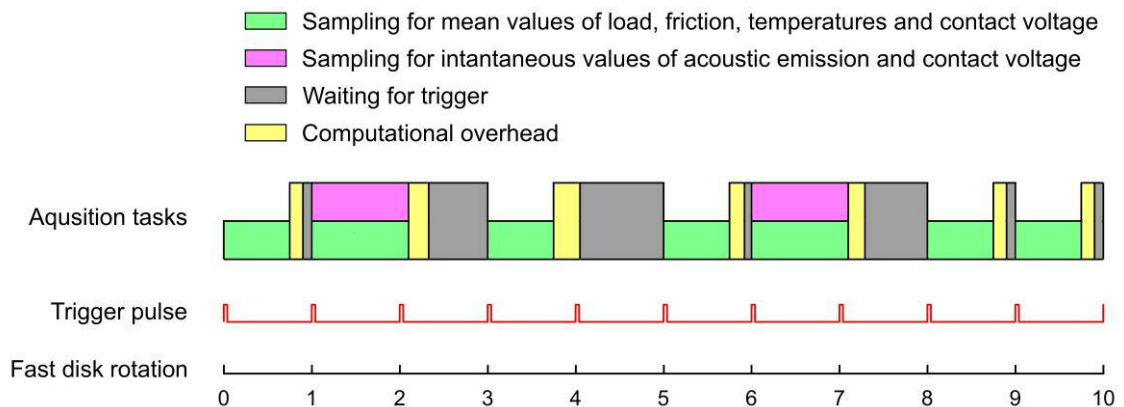 Sampling for mean values of load, friction, temperatures and contact voltage
Sampling for intantaneous values of acoustic emission and contact voltage
Waiting for trigger
Computational overhead
Aqusition tasks
Trigger pulse
Fast disk rotation
0 1 2 3 4 5 6 7 8 9 10